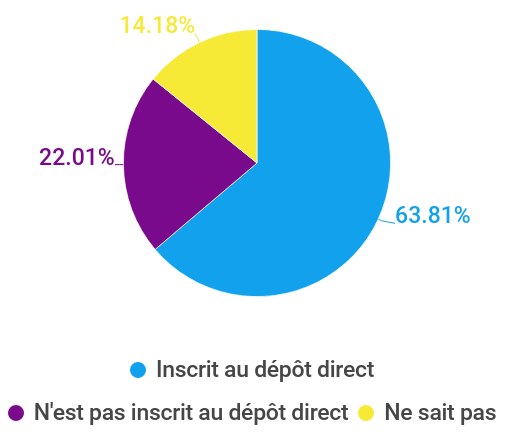 14.18%
22.01%
63.81%
Inscrit au dépôt direct
N'est pas inscrit au dépôt direct Ne sait pas